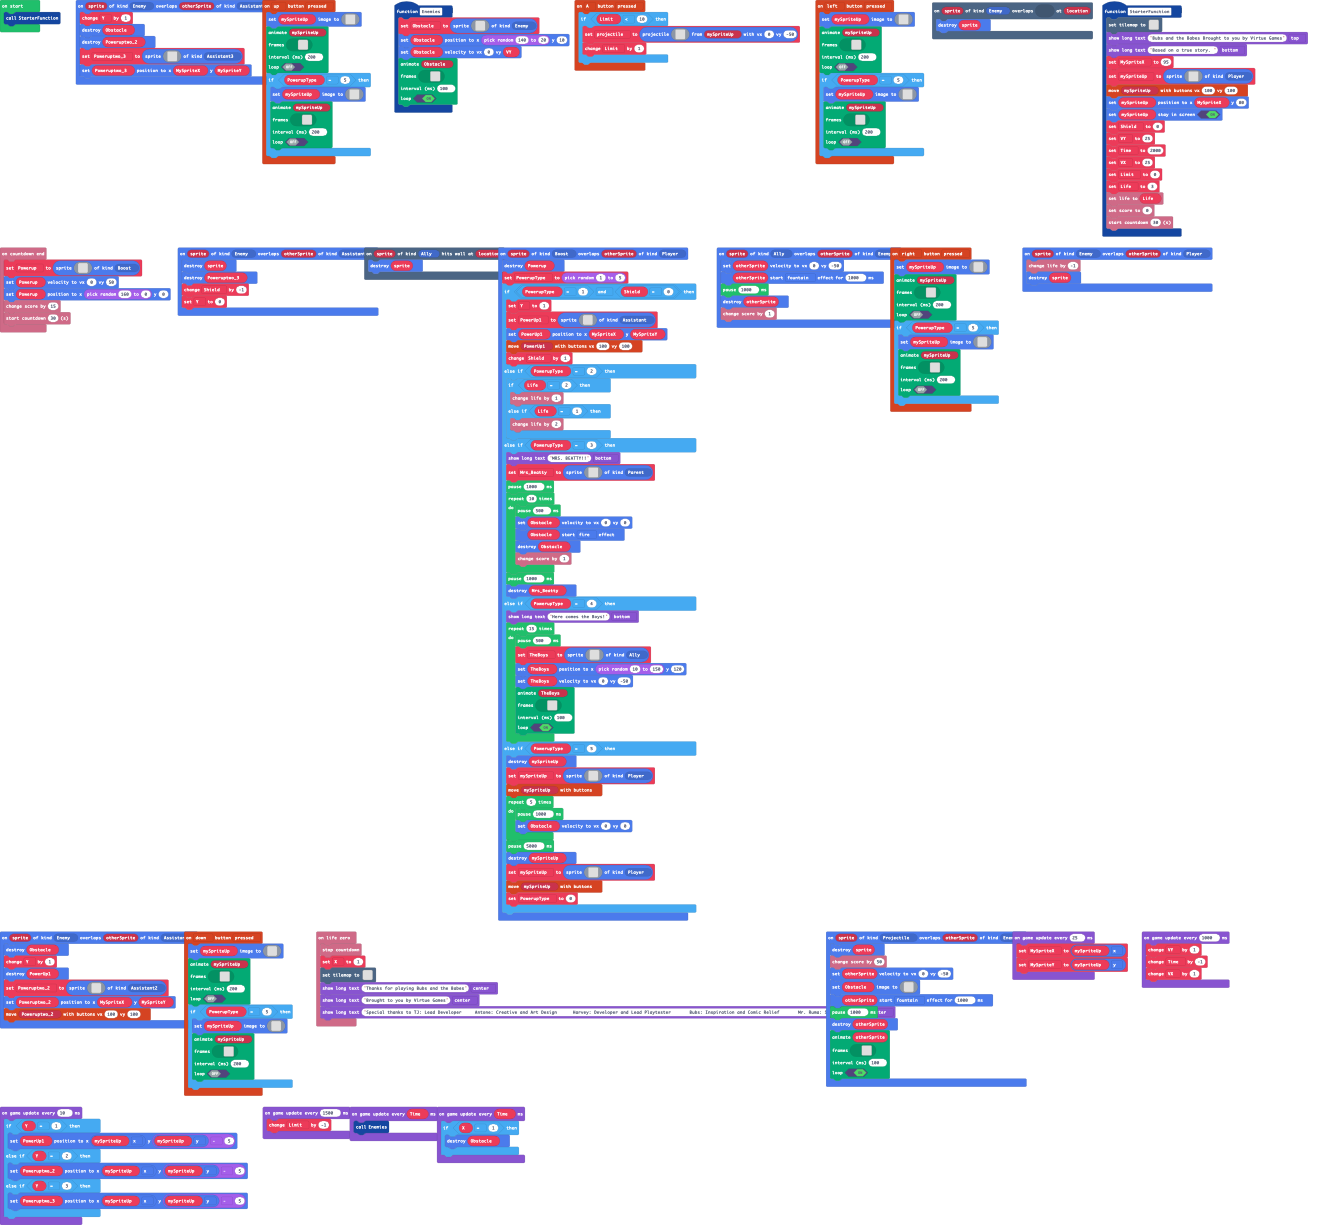 on start
call StarterFunction
on sprite of kind Enemy overlaps otherSprite of kind Assistant
change Y by 1
destroy Obstacle
destroy Poweruptwo_2
set Poweruptwo_3 to sprite of kind Assistant3
set Poweruptwo_3 position to x MySpriteX y MySpriteY
on up button pressed
set mySpriteUp image to
animate mySpriteUp
frames
interval (ms) 200
loop OFF
if PowerupType = 5 then
set mySpriteUp image to
animate mySpriteUp
frames
interval (ms) 200
loop OFF
function Enemies
set Obstacle to sprite of kind Enemy
set Obstacle position to x pick random 140 to 20 y 10
set Obstacle velocity to vx 0 vy VY
animate Obstacle
frames
interval (ms) 100
loop ON
on A button pressed
if Limit < 10 then
set projectile to projectile from mySpriteUp with vx 0 vy -50
change Limit by 1
on left button pressed
set mySpriteUp image to
animate mySpriteUp
frames
interval (ms) 200
loop OFF
if PowerupType = 5 then
set mySpriteUp image to
animate mySpriteUp
frames
interval (ms) 200
loop OFF
on sprite of kind Enemy overlaps at location
destroy sprite
function StarterFunction
set tilemap to
show long text "Bubs and the Babes Brought to you by Virtue Games" top
show long text "Based on a true story." bottom
set MySpriteX to 95
set mySpriteUp to sprite of kind Player
move mySpriteUp with buttons vx 100 vy 100
set mySpriteUp position to x MySpriteX y 80
set mySpriteUp stay in screen ON
set Shield to 0
set VY to 25
set Time to 2000
set VX to 25
set Limit to 0
set Life to 3
set life to Life
set score to 0
start countdown 30 (s)
on countdown end
set Powerup to sprite of kind Boost
set Powerup velocity to vx 0 vy 50
set Powerup position to x pick random 160 to 0 y 0
change score by 15
start countdown 30 (s)
on sprite of kind Enemy overlaps otherSprite of kind Assistant
destroy sprite
destroy Poweruptwo_3
change Shield by -1
set Y to 0
on sprite of kind Ally hits wall at location
destroy sprite
on sprite of kind Boost overlaps otherSprite of kind Player
destroy Powerup
set PowerupType to pick random 1 to 5
if PowerupType = 1 and Shield = 0 then
set Y to 1
set PowerUp1 to sprite of kind Assistant
set PowerUp1 position to x MySpriteX y MySpriteY
move PowerUp1 with buttons vx 100 vy 100
change Shield by 1
else if PowerupType = 2 then
if Life = 2 then
change life by 1
else if Life = 1 then
change life by 2
else if PowerupType = 3 then
show long text "MRS. BEATTY!!" bottom
set Mrs_Beatty to sprite of kind Parent
pause 1000 ms
repeat 10 times
do pause 500 ms
set Obstacle velocity to vx 0 vy 0
Obstacle start fire effect
destroy Obstacle
change score by 1
pause 1000 ms
destroy Mrs_Beatty
else if PowerupType = 4 then
show long text "Here comes the Boys!" bottom
repeat 15 times
do pause 500 ms
set TheBoys to sprite of kind Ally
set TheBoys position to x pick random 10 to 150 y 120
set TheBoys velocity to vx 0 vy -50
animate TheBoys
frames
interval (ms) 100
loop ON
else if PowerupType = 5 then
destroy mySpriteUp
set mySpriteUp to sprite of kind Player
move mySpriteUp with buttons
repeat 5 times
do pause 1000 ms
set Obstacle velocity to vx 0 vy 0
pause 5000 ms
destroy mySpriteUp
set mySpriteUp to sprite of kind Player
move mySpriteUp with buttons
set PowerupType to 0
on sprite of kind Ally overlaps otherSprite of kind Enem
set otherSprite velocity to vx 0 vy -50
otherSprite start fountain effect for 1000 ms
pause 1000 ms
destroy otherSprite
change score by 1
on right button pressed
set mySpriteUp image to
animate mySpriteUp
frames
interval (ms) 200
loop OFF
if PowerupType = 5 then
set mySpriteUp image to
animate mySpriteUp
frames
interval (ms) 200
loop OFF
on sprite of kind Enemy overlaps otherSprite of kind Player
change life by -1
destroy sprite
on sprite of kind Enemy overlaps otherSprite of kind Assistan
destroy Obstacle
change Y by 1
destroy PowerUp1
set Poweruptwo_2 to sprite of kind Assistant2
set Poweruptwo_2 position to x MySpriteX y MySpriteY
move Poweruptwo_2 with buttons vx 100 vy 100
on down button pressed
set mySpriteUp image to
animate mySpriteUp
frames
interval (ms) 200
loop OFF
if PowerupType = 5 then
set mySpriteUp image to
animate mySpriteUp
frames
interval (ms) 200
loop OFF
on life zero
stop countdown
set X to 1
set tilemap to
show long text "Thanks for playing Bubs and the Babes" center
show long text "Brought to you by Virtue Games" center
show long text "Special thanks to TJ: Lead Developer Antone: Creative and Art Design Harvey: Developer and Lead Playtester Bubs: Inspiration and Comic Relief Mr. Kume: ter
on sprite of kind Projectile overlaps otherSprite of kind Enem
destroy sprite
change score by 50
set otherSprite velocity to vx 0 vy -50
set Obstacle image to
otherSprite start fountain effect for 1000 ms
pause 1000 ms
destroy otherSprite
animate otherSprite
frames
interval (ms) 100
loop ON
on game update every 25 ms
set MySpriteX to mySpriteUp x
set MySpriteY to mySpriteUp y
on game update every 1000 ms
change VY by 1
change Time by -1
change VX by 1
on game update every 10 ms
if Y = 1 then
set PowerUp1 position to x mySpriteUp x y mySpriteUp y - 5
else if Y = 2 then
set Poweruptwo_2 position to x mySpriteUp x y mySpriteUp y - 5
else if Y = 3 then
set Poweruptwo_3 position to x mySpriteUp x y mySpriteUp y - 5
on game update every 1500 ms
change Limit by -1
on game update every Time ms
call Enemies
on game update every Time ms
if X = 1 then
destroy Obstacle